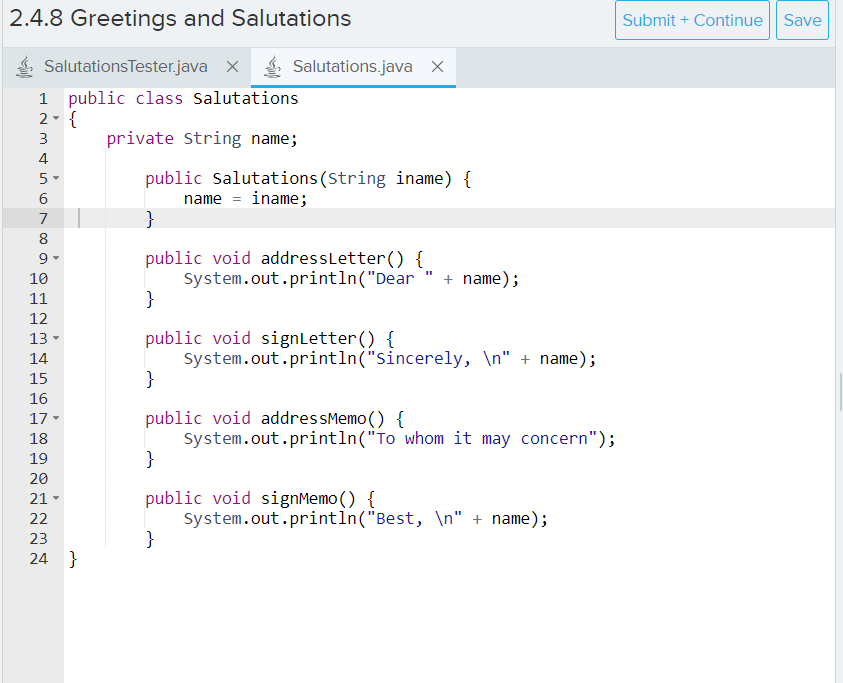 2.4.8 Greetings and Salutations
Submit + Continue
Save
SalutationsTester.java
Salutations.java
1 public class Salutations
2 {
3     private String name;
4
5         public Salutations(String iname) {
6             name = iname;
7         }
8
9         public void addressLetter() {
10             System.out.println("Dear " + name);
11         }
12
13         public void signLetter() {
14             System.out.println("Sincerely, \n" + name);
15         }
16
17         public void addressMemo() {
18             System.out.println("To whom it may concern");
19         }
20
21         public void signMemo() {
22             System.out.println("Best, \n" + name);
23         }
24 }